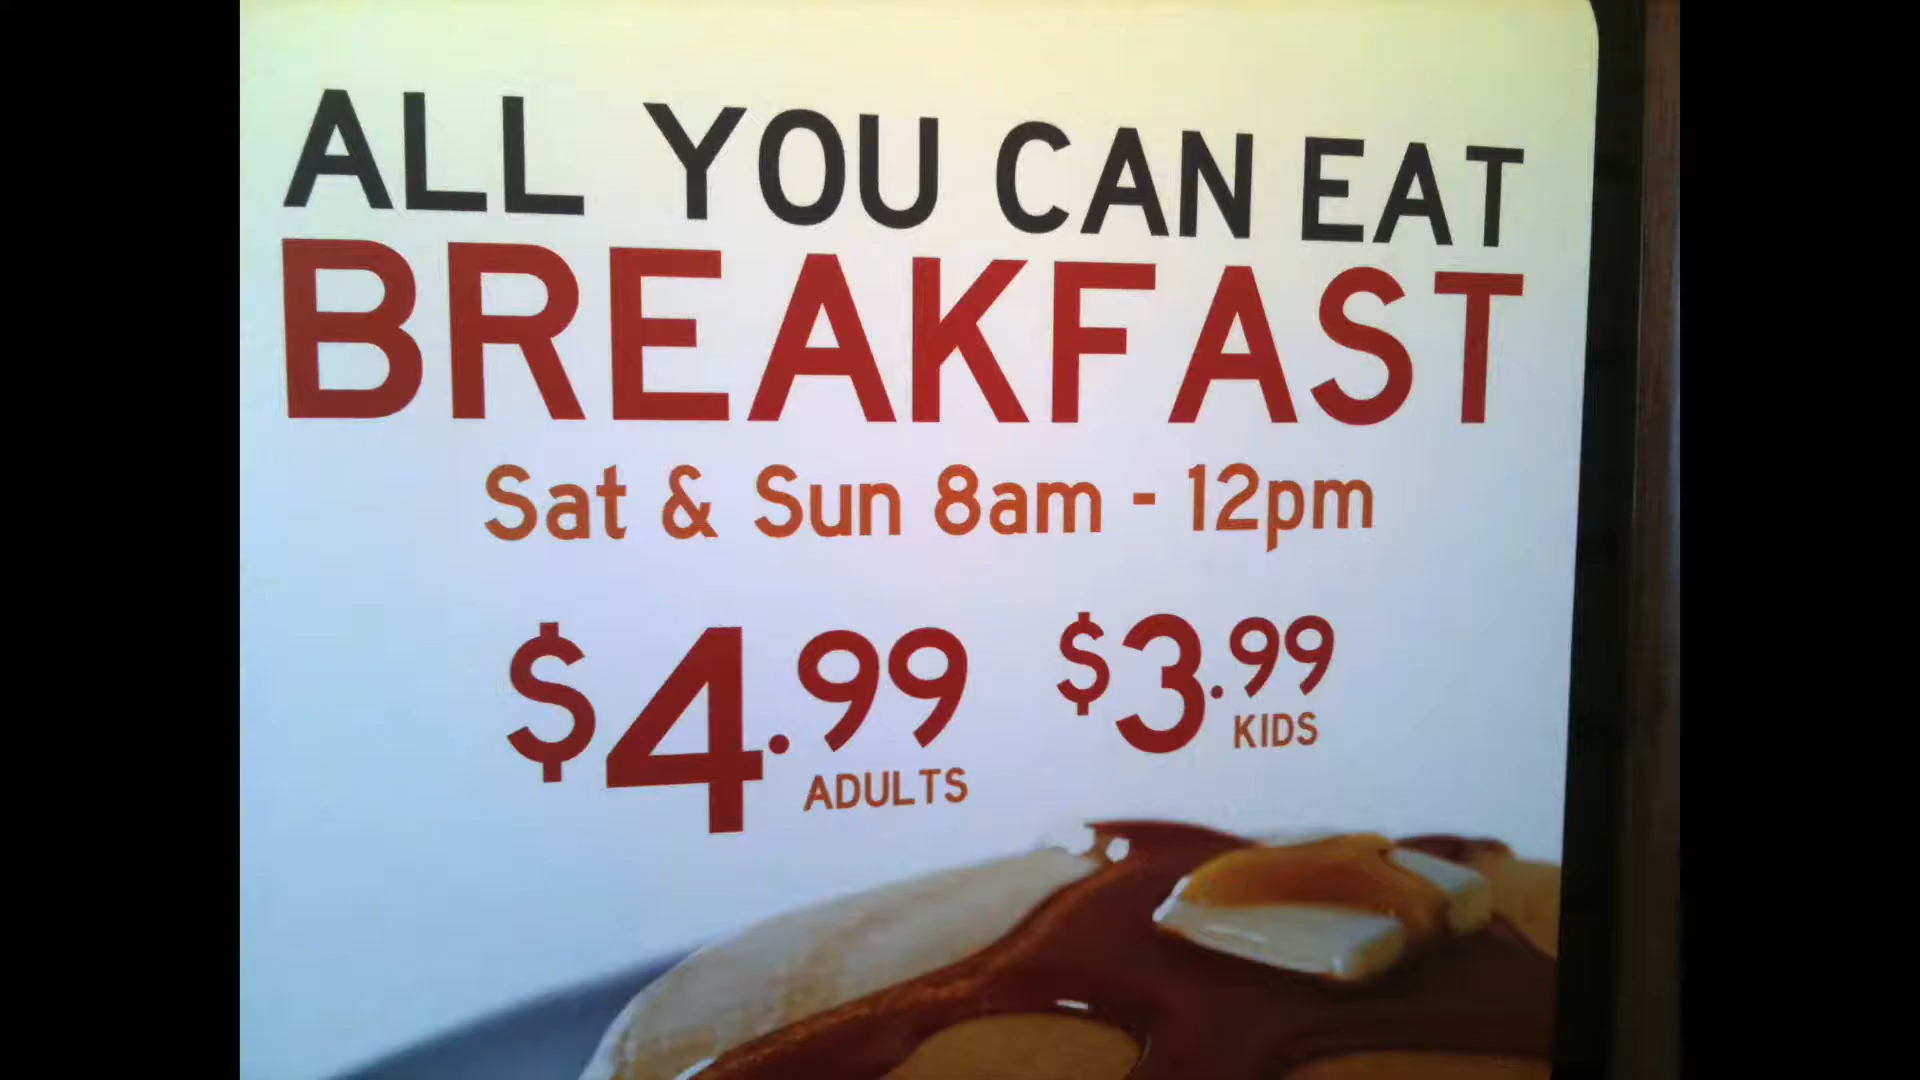 ALL YOU CAN EAT
BREAKFAST
Sat & Sun 8am - 12pm
$4.99 $3.99
KIDS
ADULTS